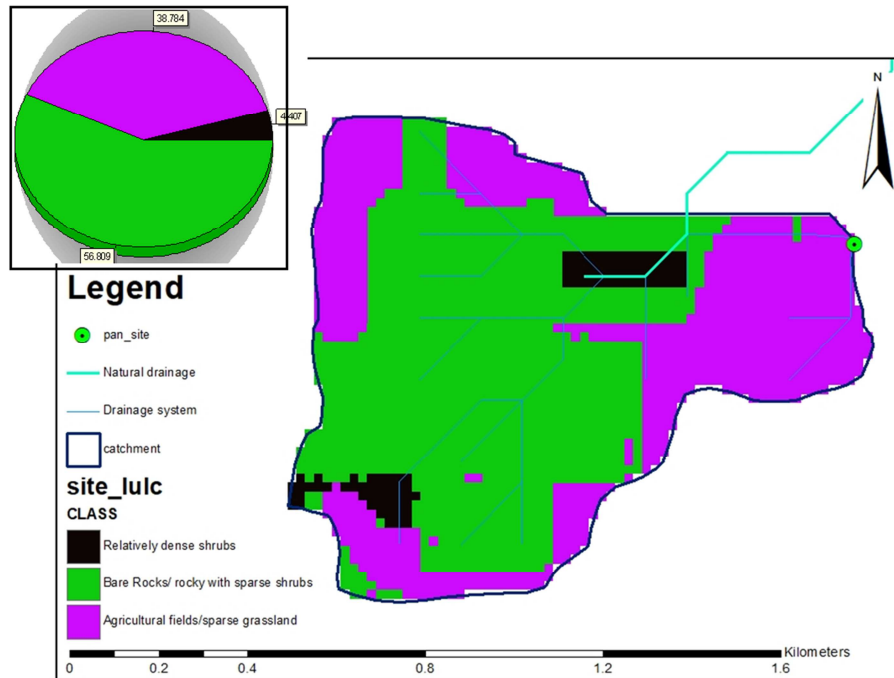 38.784
4.407
56.809
N
Legend
pan_site
Natural drainage
Drainage system
catchment
site_lulc
CLASS
Relatively dense shrubs
Bare Rocks/ rocky with sparse shrubs
Agricultural fields/sparse grassland
Kilometers
0 0.2 0.4 0.8 1.2 1.6